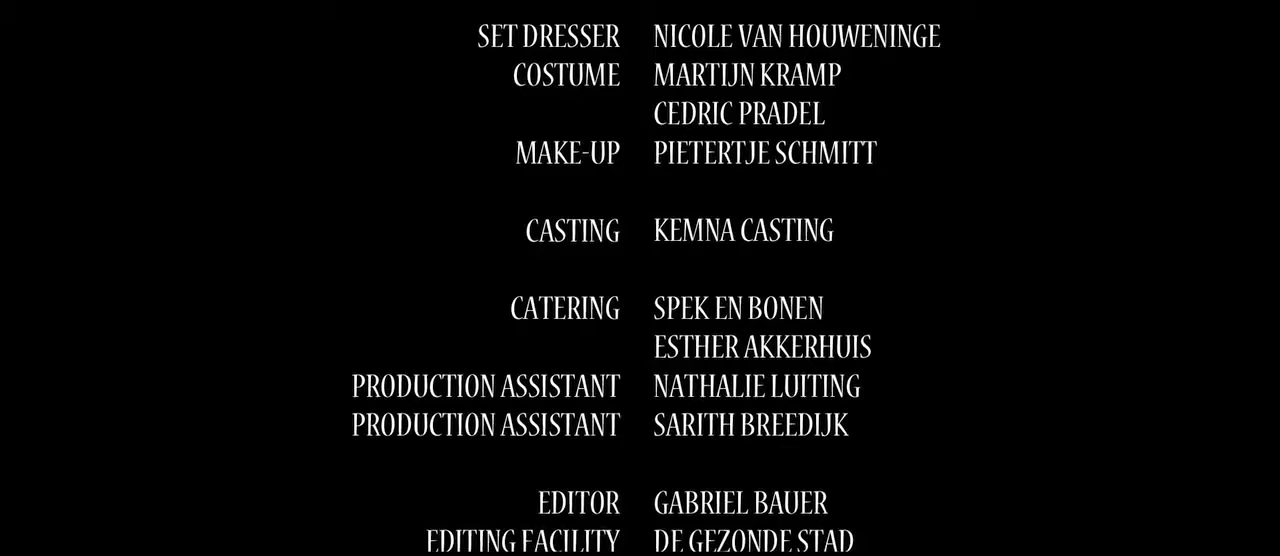 SET DRESSER NICOLE VAN HOUWENINGE
COSTUME MARTIJN KRAMP
CEDRIC PRADEL
MAKE-UP PIETERTJE SCHMITT
CASTING KEMNA CASTING
CATERING SPEK EN BONEN
ESTHER AKKERHUIS
PRODUCTION ASSISTANT NATHALIE LUITING
PRODUCTION ASSISTANT SARITH BREEDIJK
EDITOR GABRIEL BAUER
EDITING FACILITY DE GEZONDE STAD